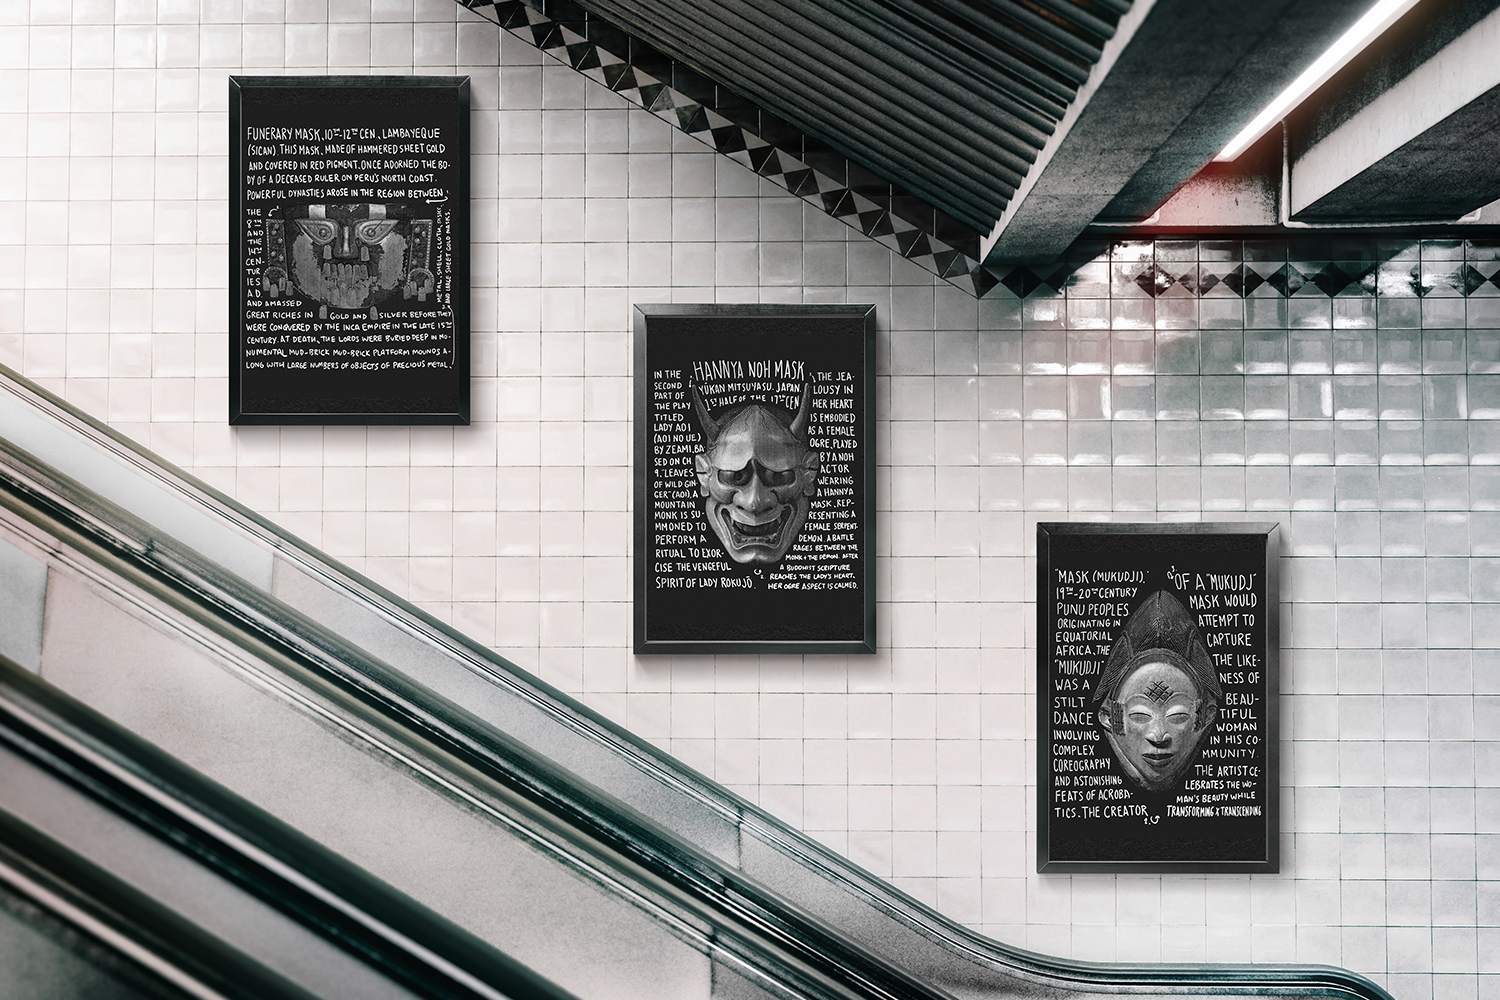 FUNERARY MASK, 10TH-12TH CEN, LAMBAYEQUE
(SICAN) THIS MASK, MADE OF HAMMERED SHEET GOLD
AND COVERED IN RED PIGMENT, ONCE ADORNED THE BO-
DY OF A DECEASED RULER ON PERU'S NORTH COAST.
POWERFUL DYNASTIES AROSE IN THE REGION BETWEEN
THE
8TH
AND
THE
14TH
CEN-
TUR
IES
A.D.
AND AMASSED
GREAT RICHES IN GOLD AND SILVER BEFORE THEY
WERE CONQUERED BY THE INCA EMPIRE IN THE LATE 15TH
CENTURY. AT DEATH, THE LORDS WERE BURIED DEEP IN MO-
NUMENTAL MUD-BRICK MUD-BRICK PLATFORM MOUNDS A-
LONG WITH LARGE NUMBERS OF OBJECTS OF PRECIOUS METAL,
METAL, SHELL, CLOTH, DISKS,
AND LARGE SHEET GOLD MASKS.
HANNYA NOH MASK
YUKAN MITSUYASU. JAPAN.
1ST HALF OF THE 17TH CEN
IN THE
SECOND
PART OF
THE PLAY
TITLED
LADY AOI
(AOI NO UE)
BY ZEAMI, BA
SED ON CH
9. "LEAVES
OF WILD GIN-
GER" (AOI), A
MOUNTAIN
MONK IS SU-
MMONED TO
PERFORM A
RITUAL TO EXOR-
CISE THE VENGEFUL
SPIRIT OF LADY ROKUJŌ.
THE JEA-
LOUSY IN
HER HEART
IS EMBODIED
AS A FEMALE
OGRE, PLAYED
BY A NOH
ACTOR
WEARING
A HANNYA
MASK, REP-
RESENTING A
FEMALE SERPENT
DEMON. A BATTLE
RAGES BETWEEN THE
MONK + THE DEMON. AFTER
A BUDDHIST SCRIPTURE
2. REACHES THE LADY'S HEART,
HER OGRE ASPECT IS CALMED.
"MASK (MUKUDJI),"
19TH-20TH CENTURY
PUNU PEOPLES
ORIGINATING IN
EQUATORIAL
AFRICA, THE
"MUKUDJI"
WAS A
STILT
DANCE
INVOLVING
COMPLEX
COREOGRAPHY
AND ASTONISHING
FEATS OF ACROBA-
TICS. THE CREATOR
OF A "MUKUDJ"
MASK WOULD
ATTEMPT TO
CAPTURE
THE LIKE-
NESS OF
BEAU-
TIFUL
WOMAN
IN HIS CO-
MMUNITY.
THE ARTIST CE-
LEBRATES THE WO-
MAN'S BEAUTY WHILE
TRANSFORMING & TRANSCENDING